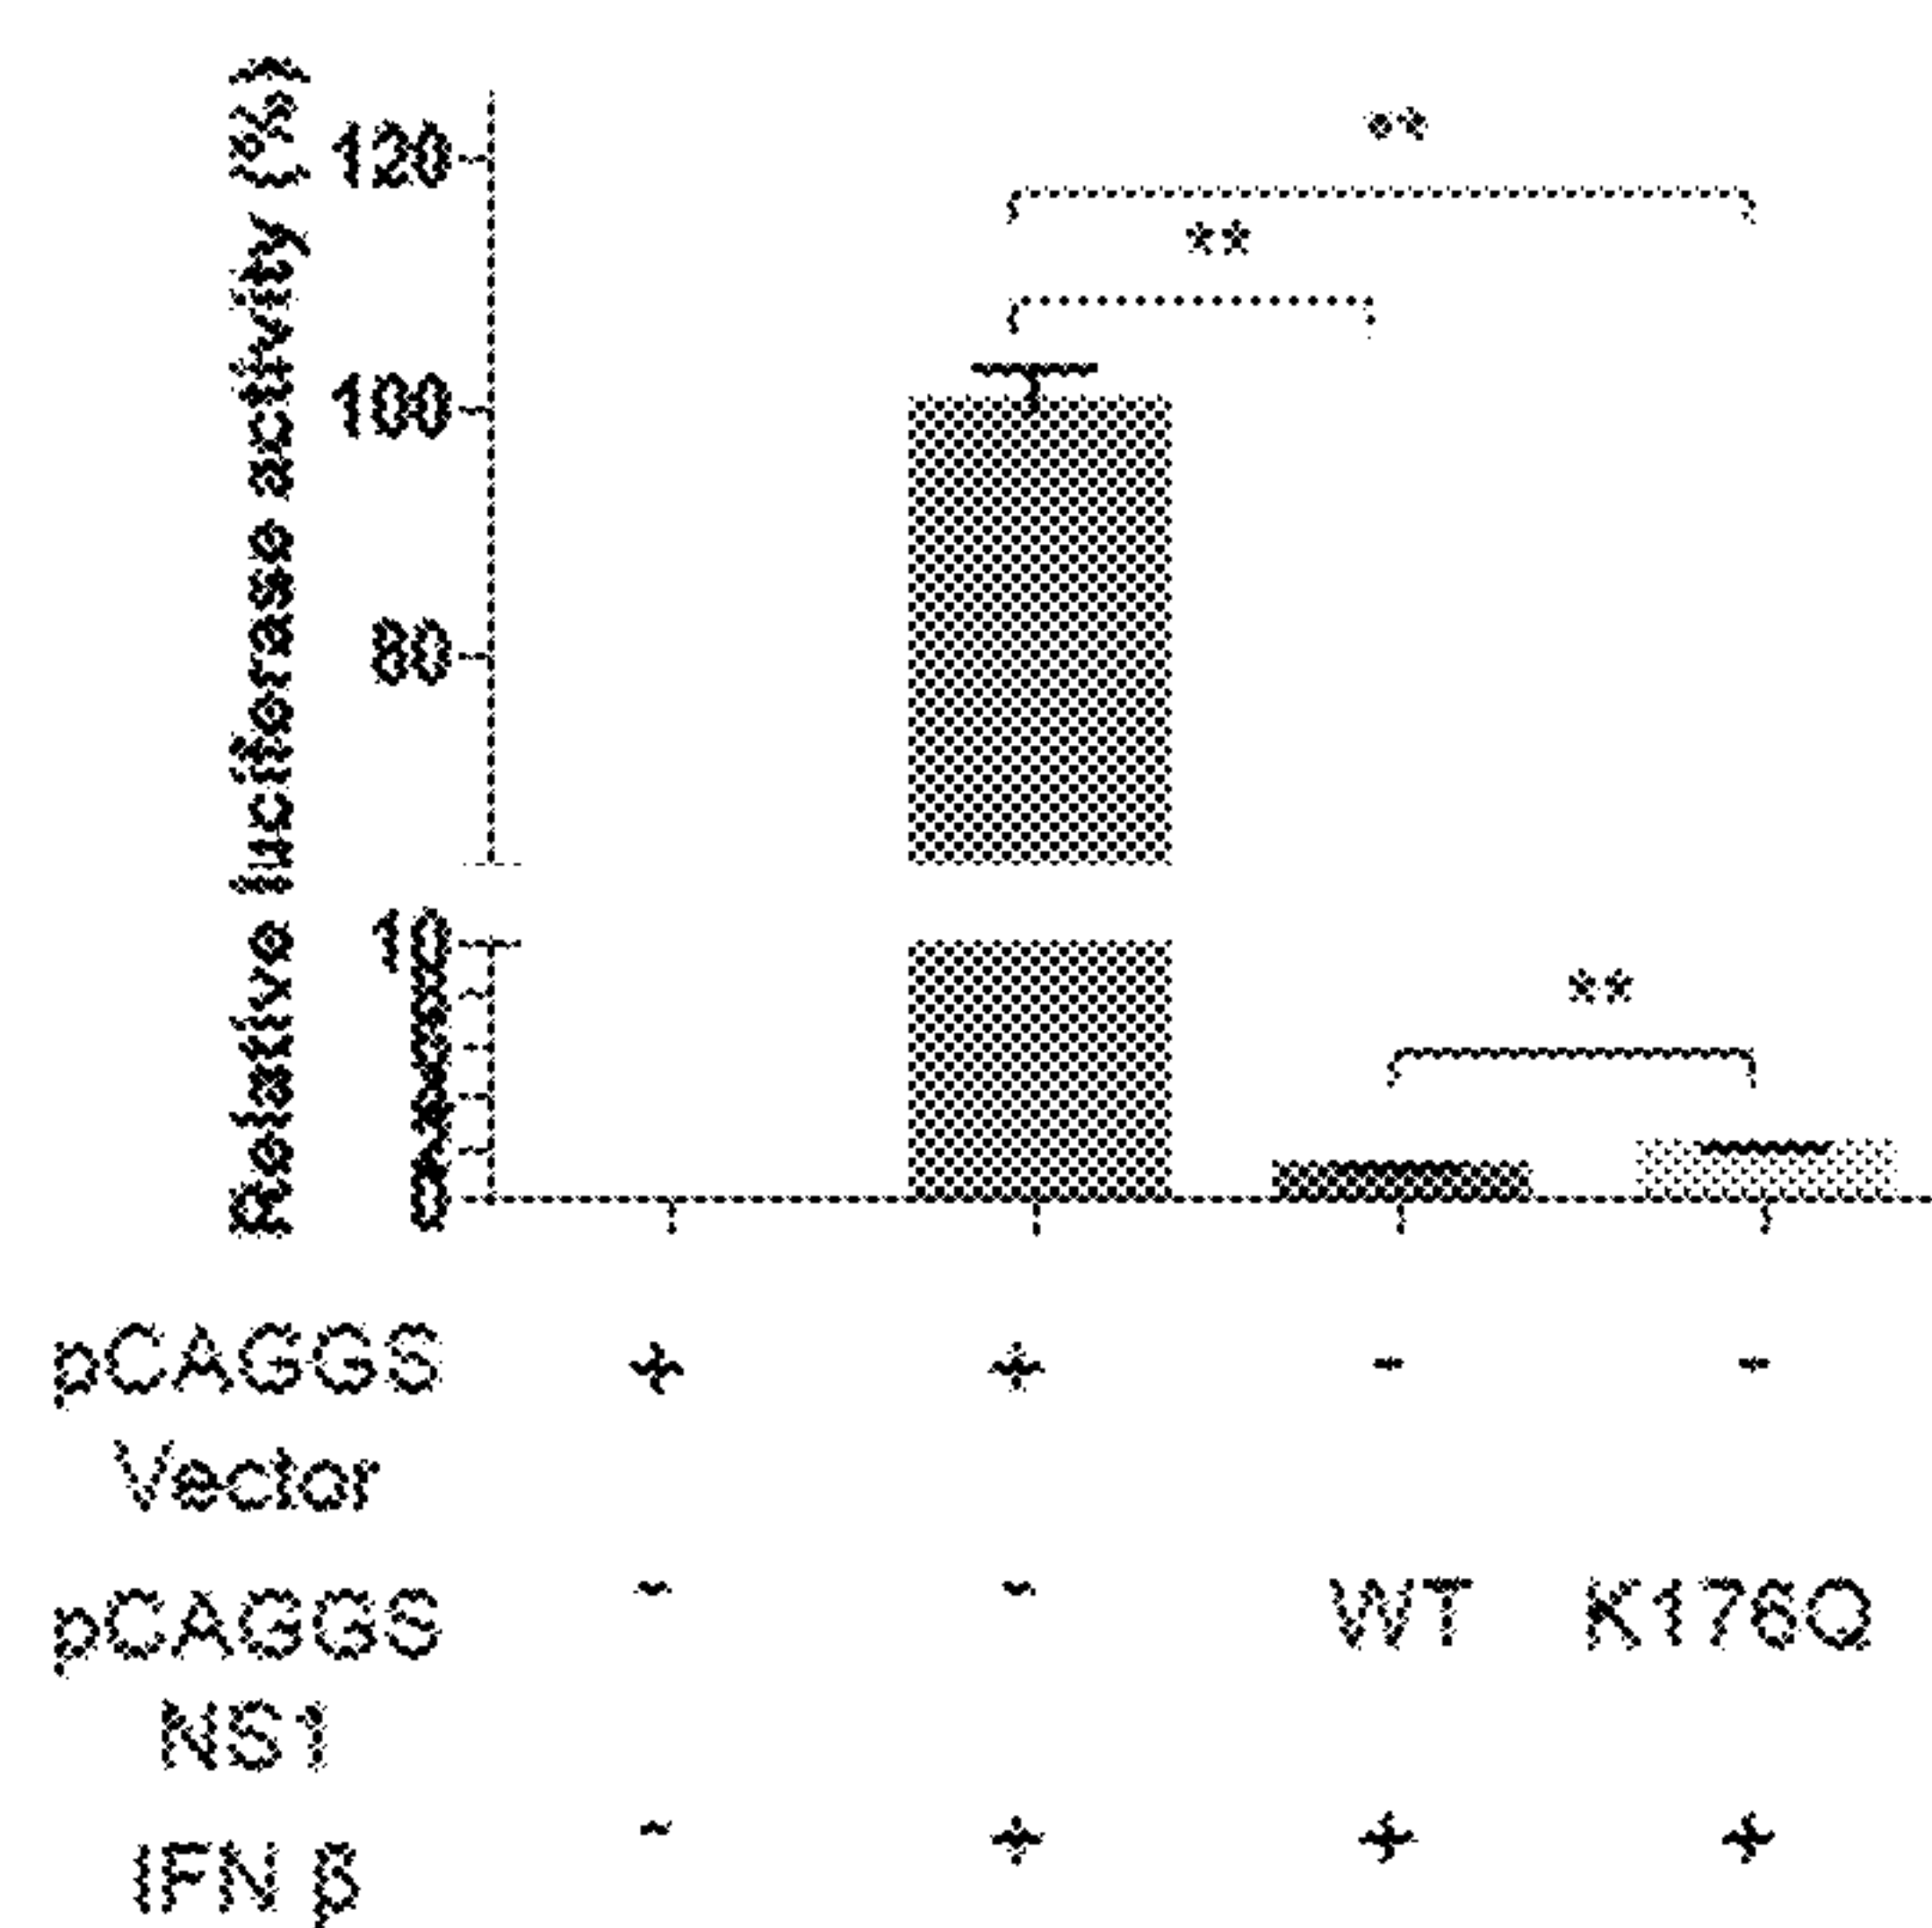 Relative luciferase activity (%)
120
100
80
10
0
**
**
**
pCAGGS Vector + + - -
pCAGGS NS1 - - WT K176Q
IFN β - + + +